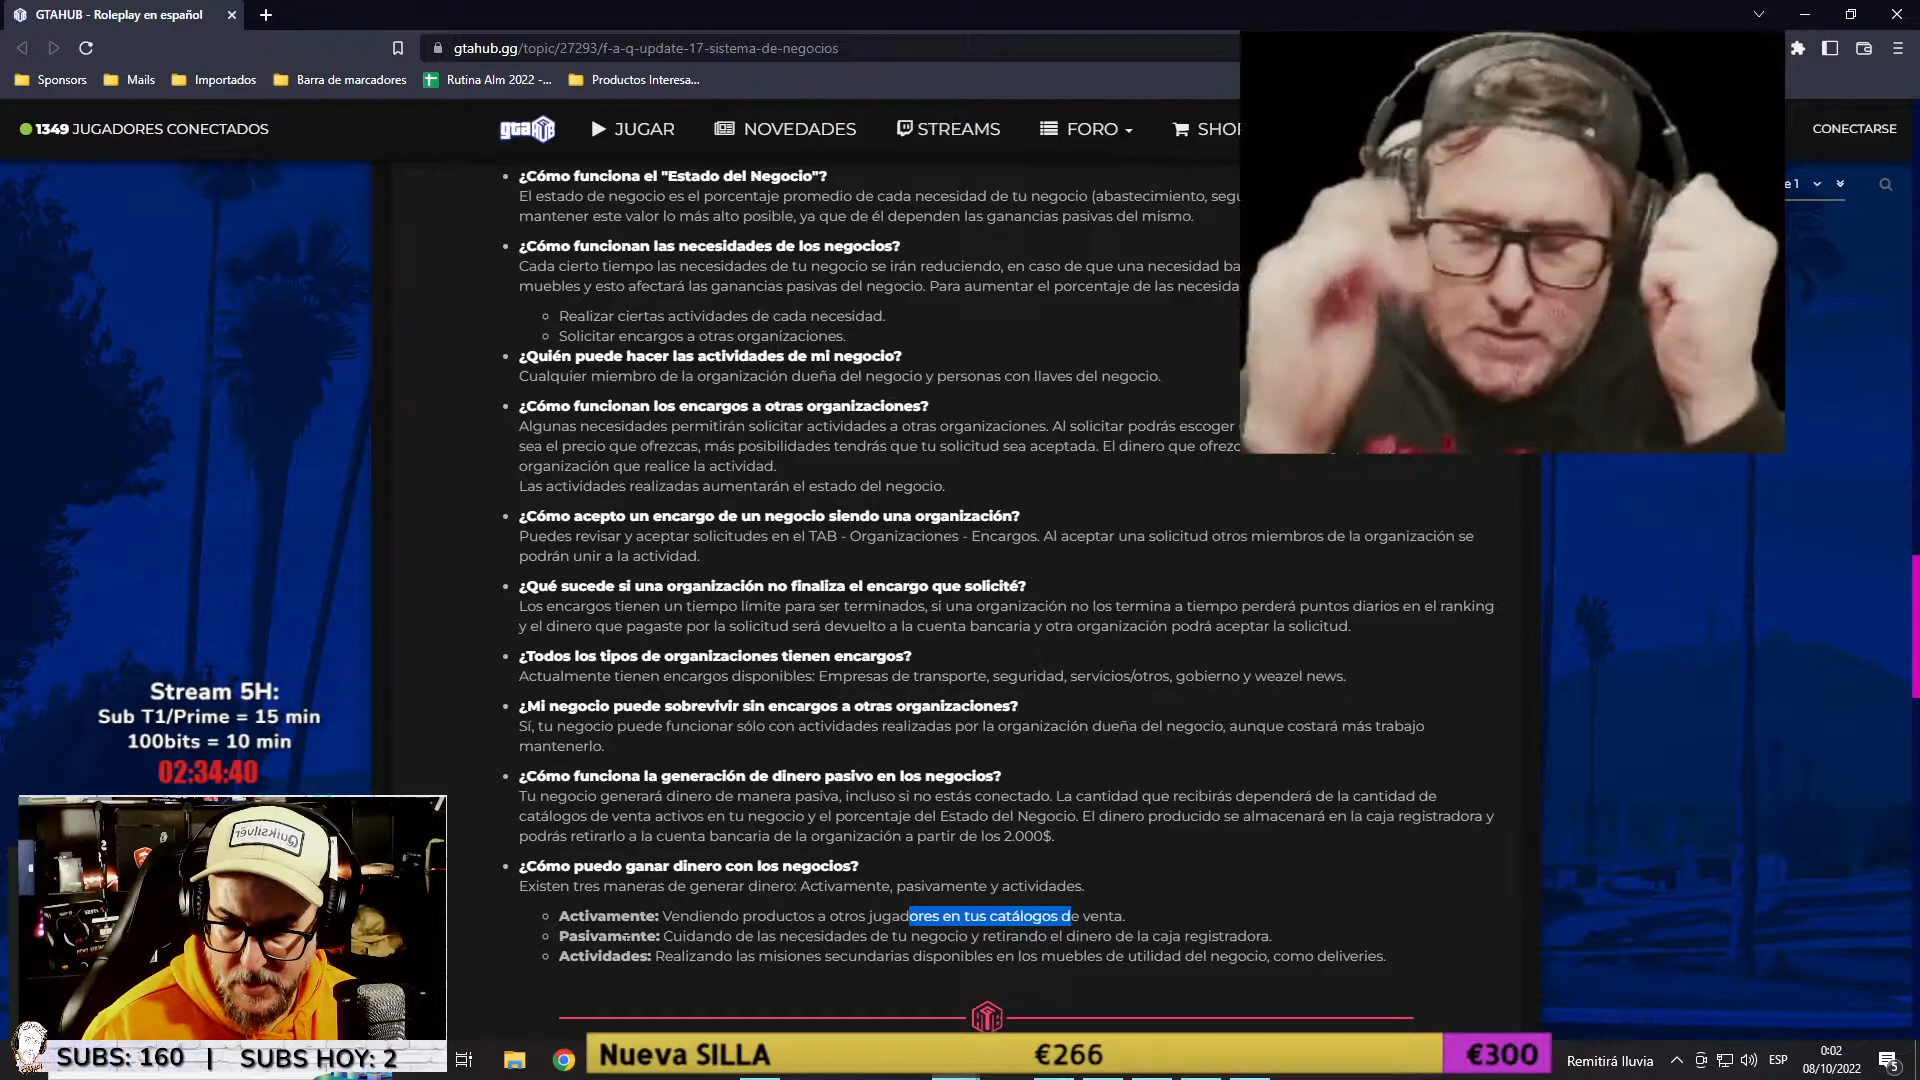 GTAHUB - Roleplay en español
gtahub.gg/topic/27293/f-a-q-update-17-sistema-de-negocios
Sponsors
Mails
Importados
Barra de marcadores
Rutina Alm 2022 -...
Productos Interesa...
1349 JUGADORES CONECTADOS
gtaHUB
JUGAR
NOVEDADES
STREAMS
FORO
SHOP
CONECTARSE
e 1
¿Cómo funciona el "Estado del Negocio"?
El estado de negocio es el porcentaje promedio de cada necesidad de tu negocio (abastecimiento, segu
mantener este valor lo más alto posible, ya que de él dependen las ganancias pasivas del mismo.
¿Cómo funcionan las necesidades de los negocios?
Cada cierto tiempo las necesidades de tu negocio se irán reduciendo, en caso de que una necesidad ba
muebles y esto afectará las ganancias pasivas del negocio. Para aumentar el porcentaje de las necesida
Realizar ciertas actividades de cada necesidad.
Solicitar encargos a otras organizaciones.
¿Quién puede hacer las actividades de mi negocio?
Cualquier miembro de la organización dueña del negocio y personas con llaves del negocio.
¿Cómo funcionan los encargos a otras organizaciones?
Algunas necesidades permitirán solicitar actividades a otras organizaciones. Al solicitar podrás escoger
sea el precio que ofrezcas, más posibilidades tendrás que tu solicitud sea aceptada. El dinero que ofrezc
organización que realice la actividad.
Las actividades realizadas aumentarán el estado del negocio.
¿Cómo acepto un encargo de un negocio siendo una organización?
Puedes revisar y aceptar solicitudes en el TAB - Organizaciones - Encargos. Al aceptar una solicitud otros miembros de la organización se
podrán unir a la actividad.
¿Qué sucede si una organización no finaliza el encargo que solicité?
Los encargos tienen un tiempo límite para ser terminados, si una organización no los termina a tiempo perderá puntos diarios en el ranking
y el dinero que pagaste por la solicitud será devuelto a la cuenta bancaria y otra organización podrá aceptar la solicitud.
¿Todos los tipos de organizaciones tienen encargos?
Actualmente tienen encargos disponibles: Empresas de transporte, seguridad, servicios/otros, gobierno y weazel news.
¿Mi negocio puede sobrevivir sin encargos a otras organizaciones?
Sí, tu negocio puede funcionar sólo con actividades realizadas por la organización dueña del negocio, aunque costará más trabajo
mantenerlo.
¿Cómo funciona la generación de dinero pasivo en los negocios?
Tu negocio generará dinero de manera pasiva, incluso si no estás conectado. La cantidad que recibirás dependerá de la cantidad de
catálogos de venta activos en tu negocio y el porcentaje del Estado del Negocio. El dinero producido se almacenará en la caja registradora y
podrás retirarlo a la cuenta bancaria de la organización a partir de los 2.000$.
¿Cómo puedo ganar dinero con los negocios?
Existen tres maneras de generar dinero: Activamente, pasivamente y actividades.
Activamente: Vendiendo productos a otros jugadores en tus catálogos de venta.
Pasivamente: Cuidando de las necesidades de tu negocio y retirando el dinero de la caja registradora.
Actividades: Realizando las misiones secundarias disponibles en los muebles de utilidad del negocio, como deliveries.
Stream 5H:
Sub T1/Prime = 15 min
100bits = 10 min
02:34:40
Quiksilver
SUBS: 160 | SUBS HOY: 2
Nueva SILLA
€266
€300
Remitirá lluvia
ESP
0:02
08/10/2022
5